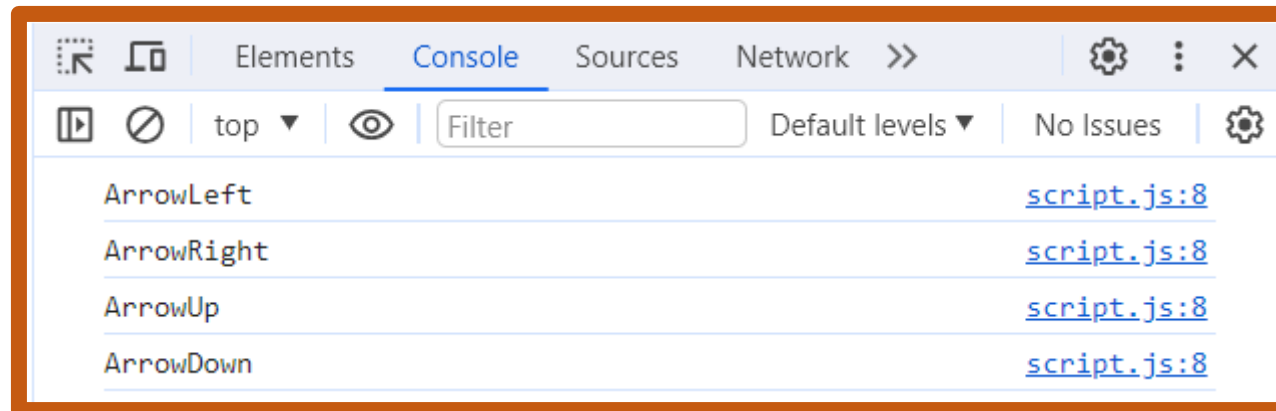 Elements Console Sources Network
top Filter Default levels No Issues
ArrowLeft script.js:8
ArrowRight script.js:8
ArrowUp script.js:8
ArrowDown script.js:8